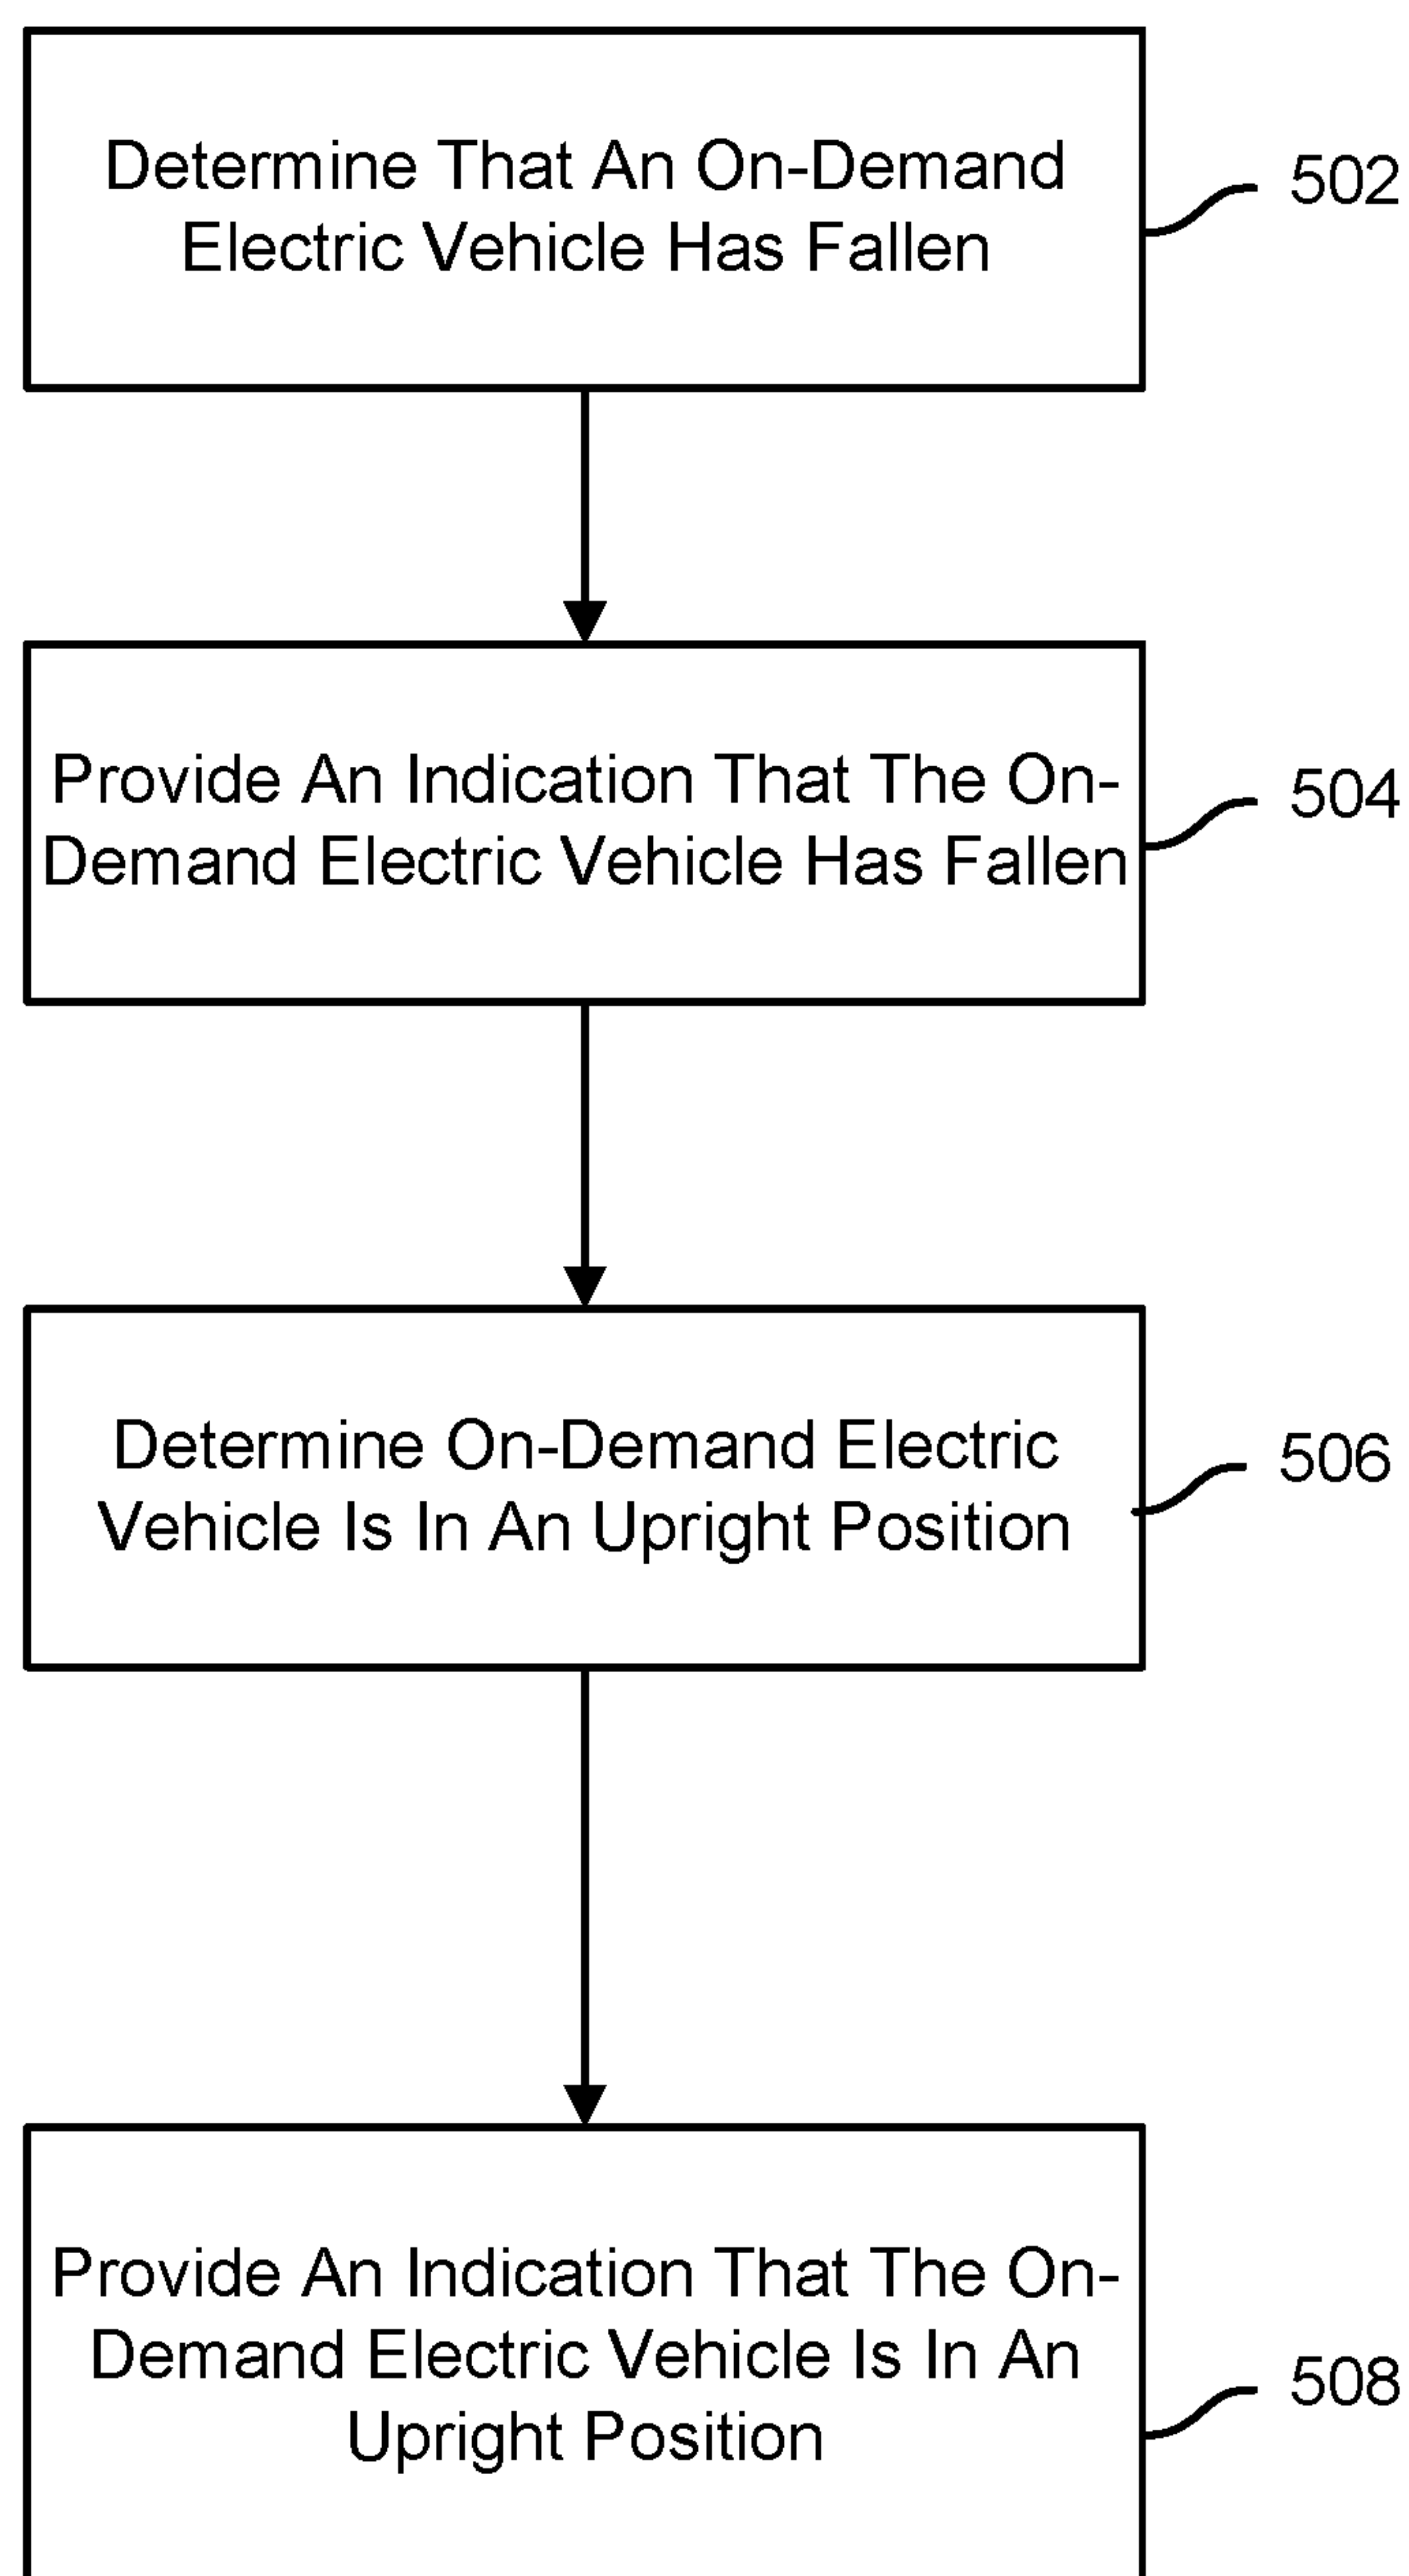 Determine That An On-Demand
Electric Vehicle Has Fallen
502
Provide An Indication That The On-
Demand Electric Vehicle Has Fallen
504
Determine On-Demand Electric
Vehicle Is In An Upright Position
506
Provide An Indication That The On-
Demand Electric Vehicle Is In An
Upright Position
508